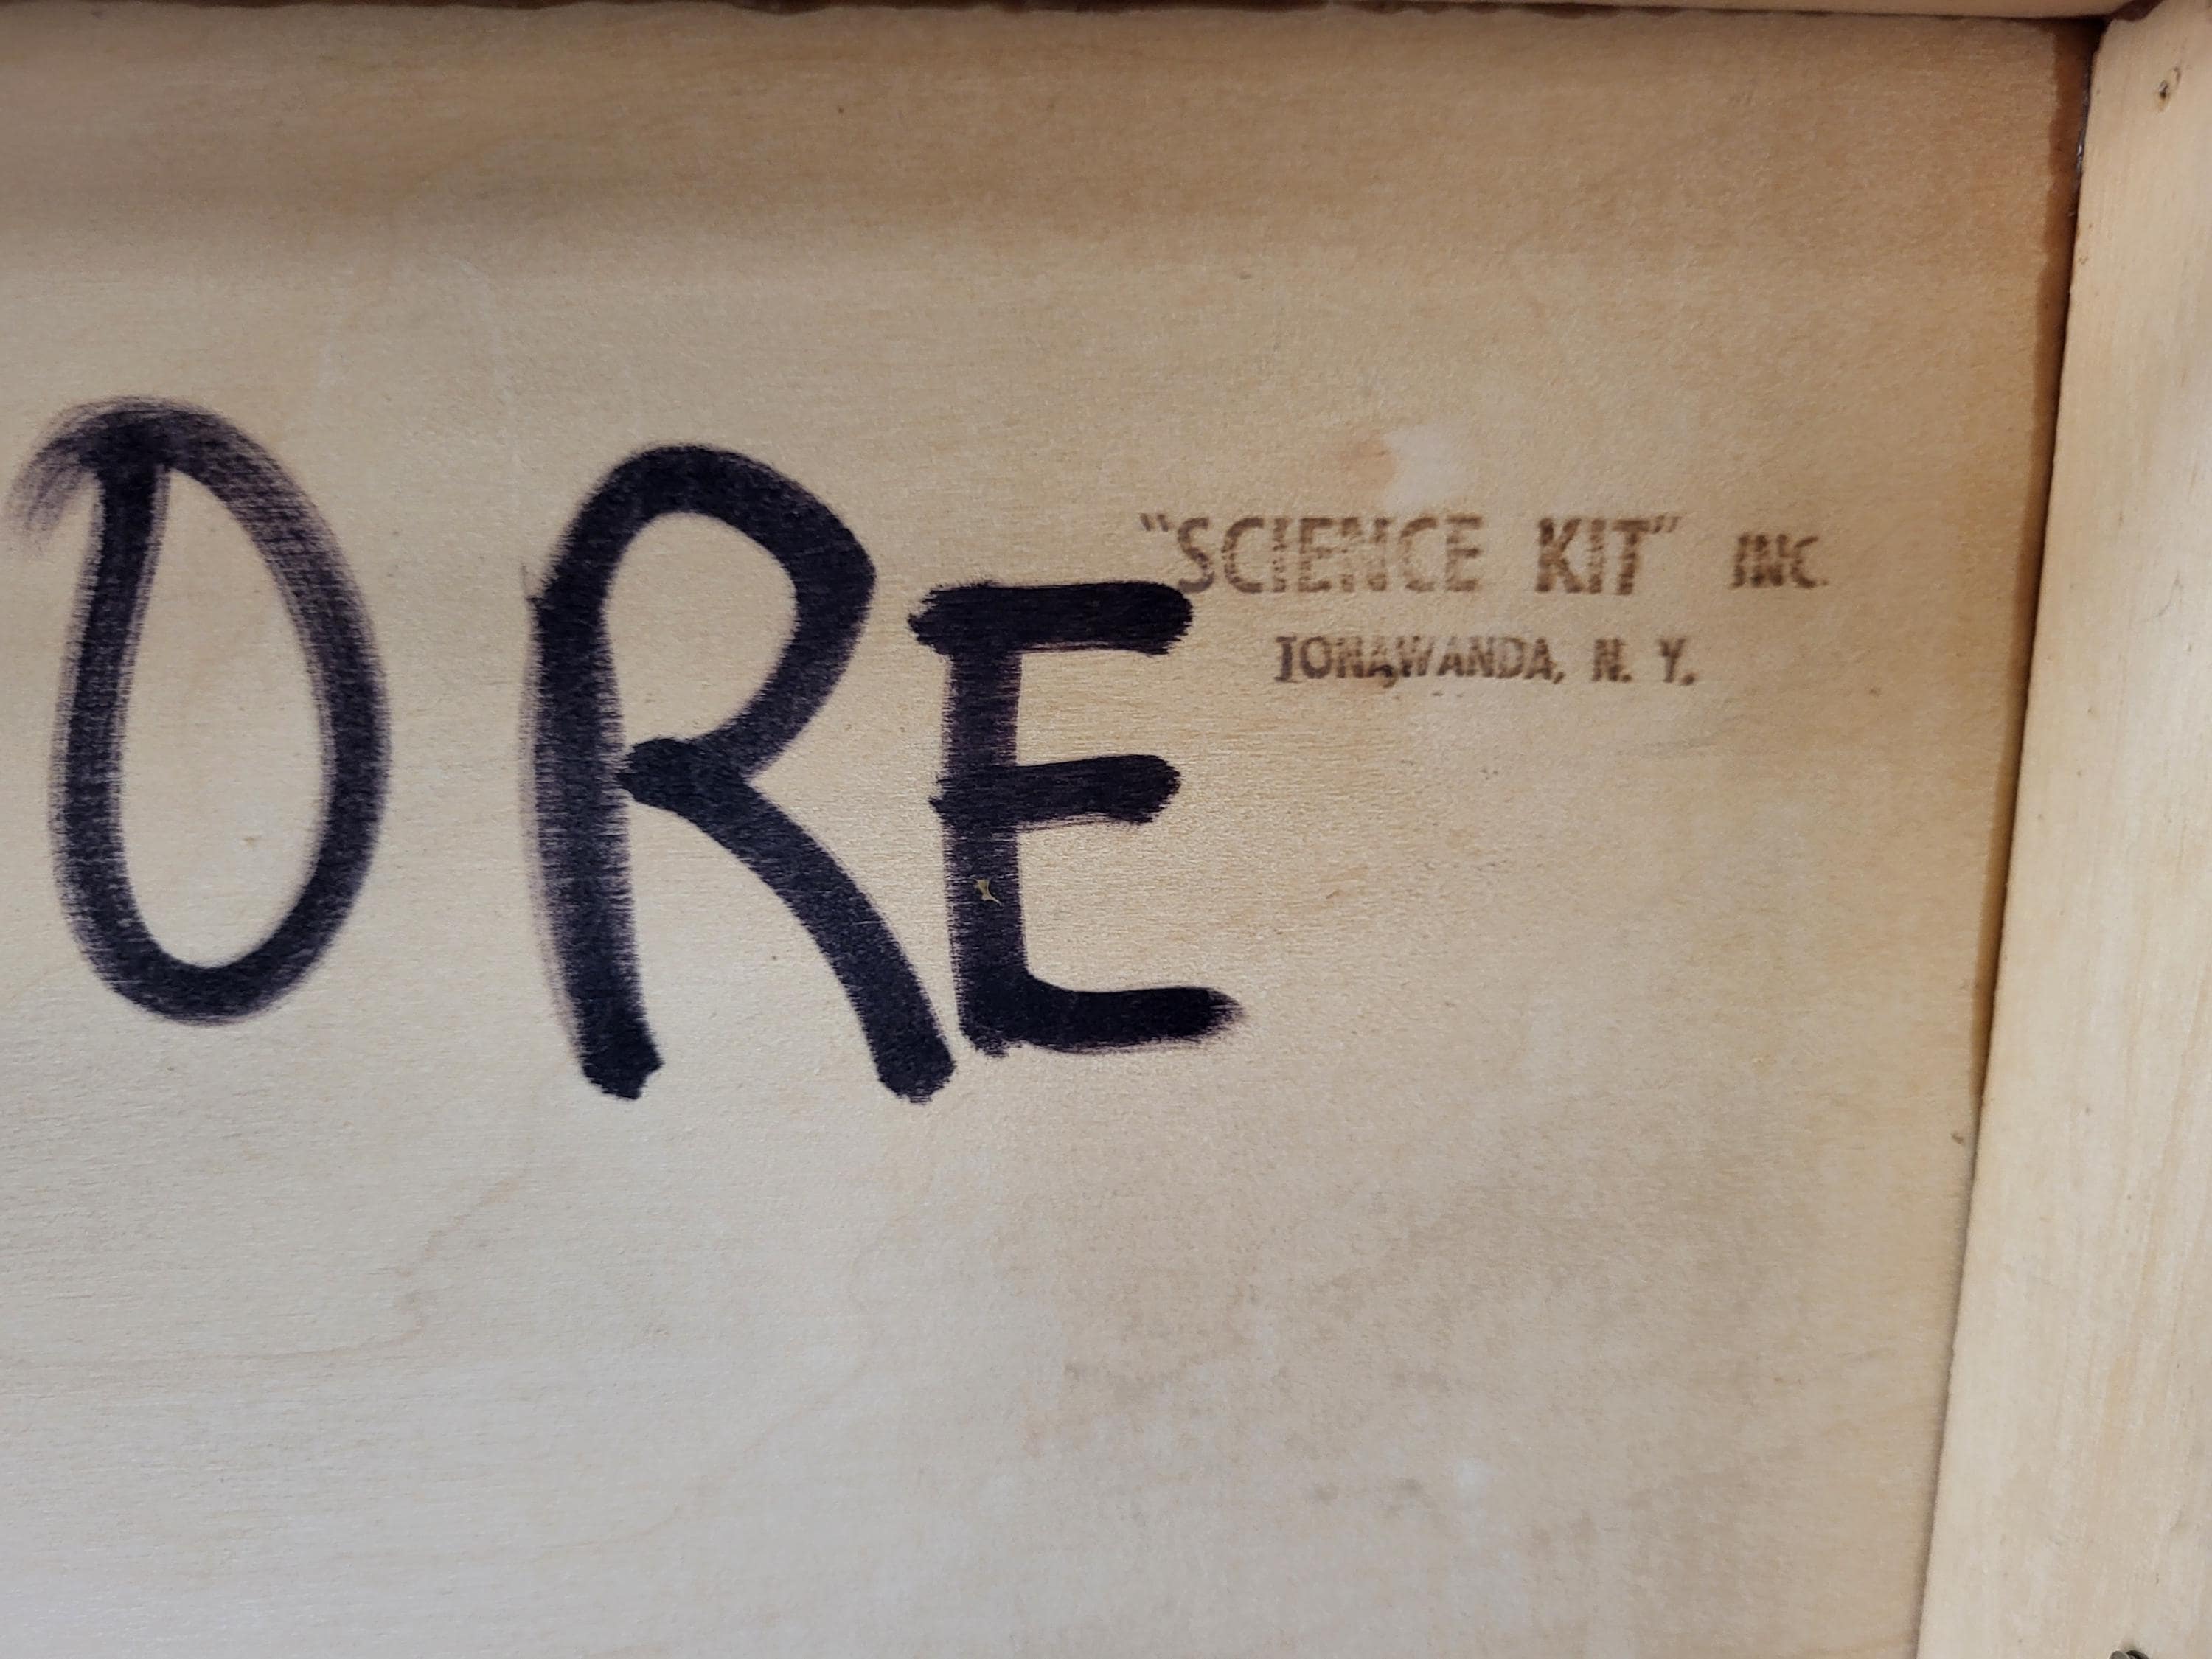 ORE
"SCIENCE KIT" INC.
TONAWANDA, N. Y.